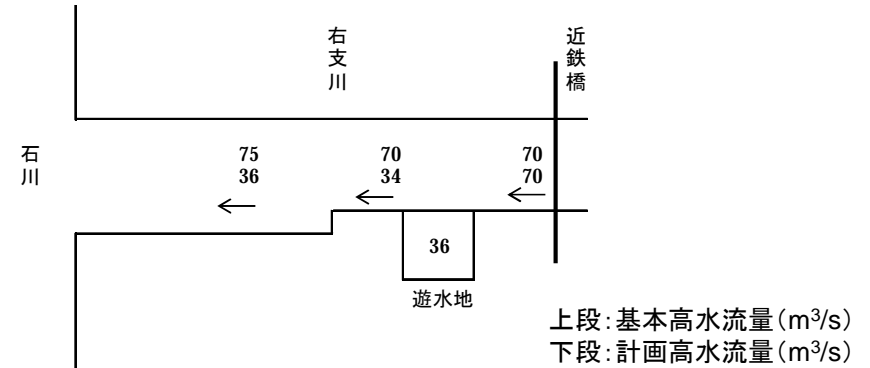 右支川
近鉄橋
石川
75
36
70
34
70
70
36
遊水地
上段:基本高水流量(m³/s)
下段:計画高水流量(m³/s)